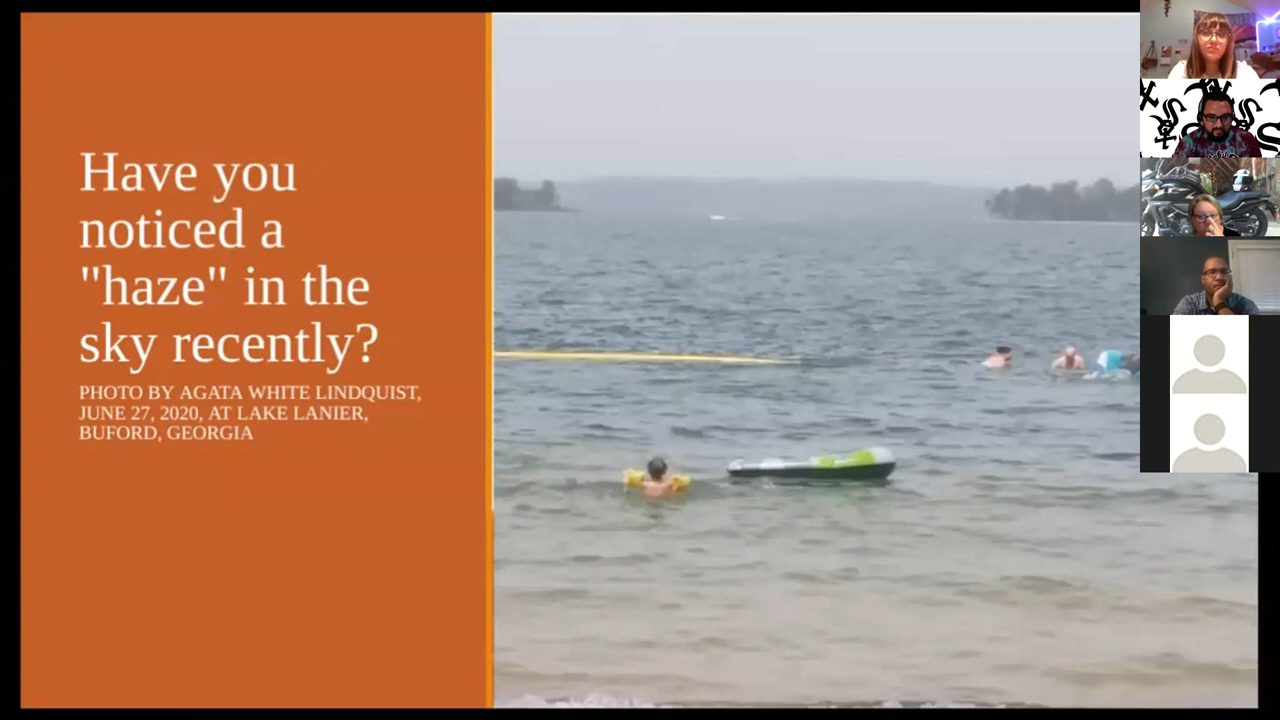 Have you
noticed a
"haze" in the
sky recently?
PHOTO BY AGATA WHITE LINDQUIST,
JUNE 27, 2020, AT LAKE LANIER,
BUFORD, GEORGIA